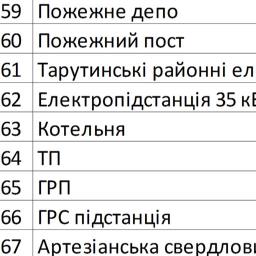 59 Пожежне депо
60 Пожежний пост
61 Тарутинські районні ел
62 Електропідстанція 35 кВ
63 Котельня
64 ТП
65 ГРП
66 ГРС підстанція
67 Артезіанська свердлови